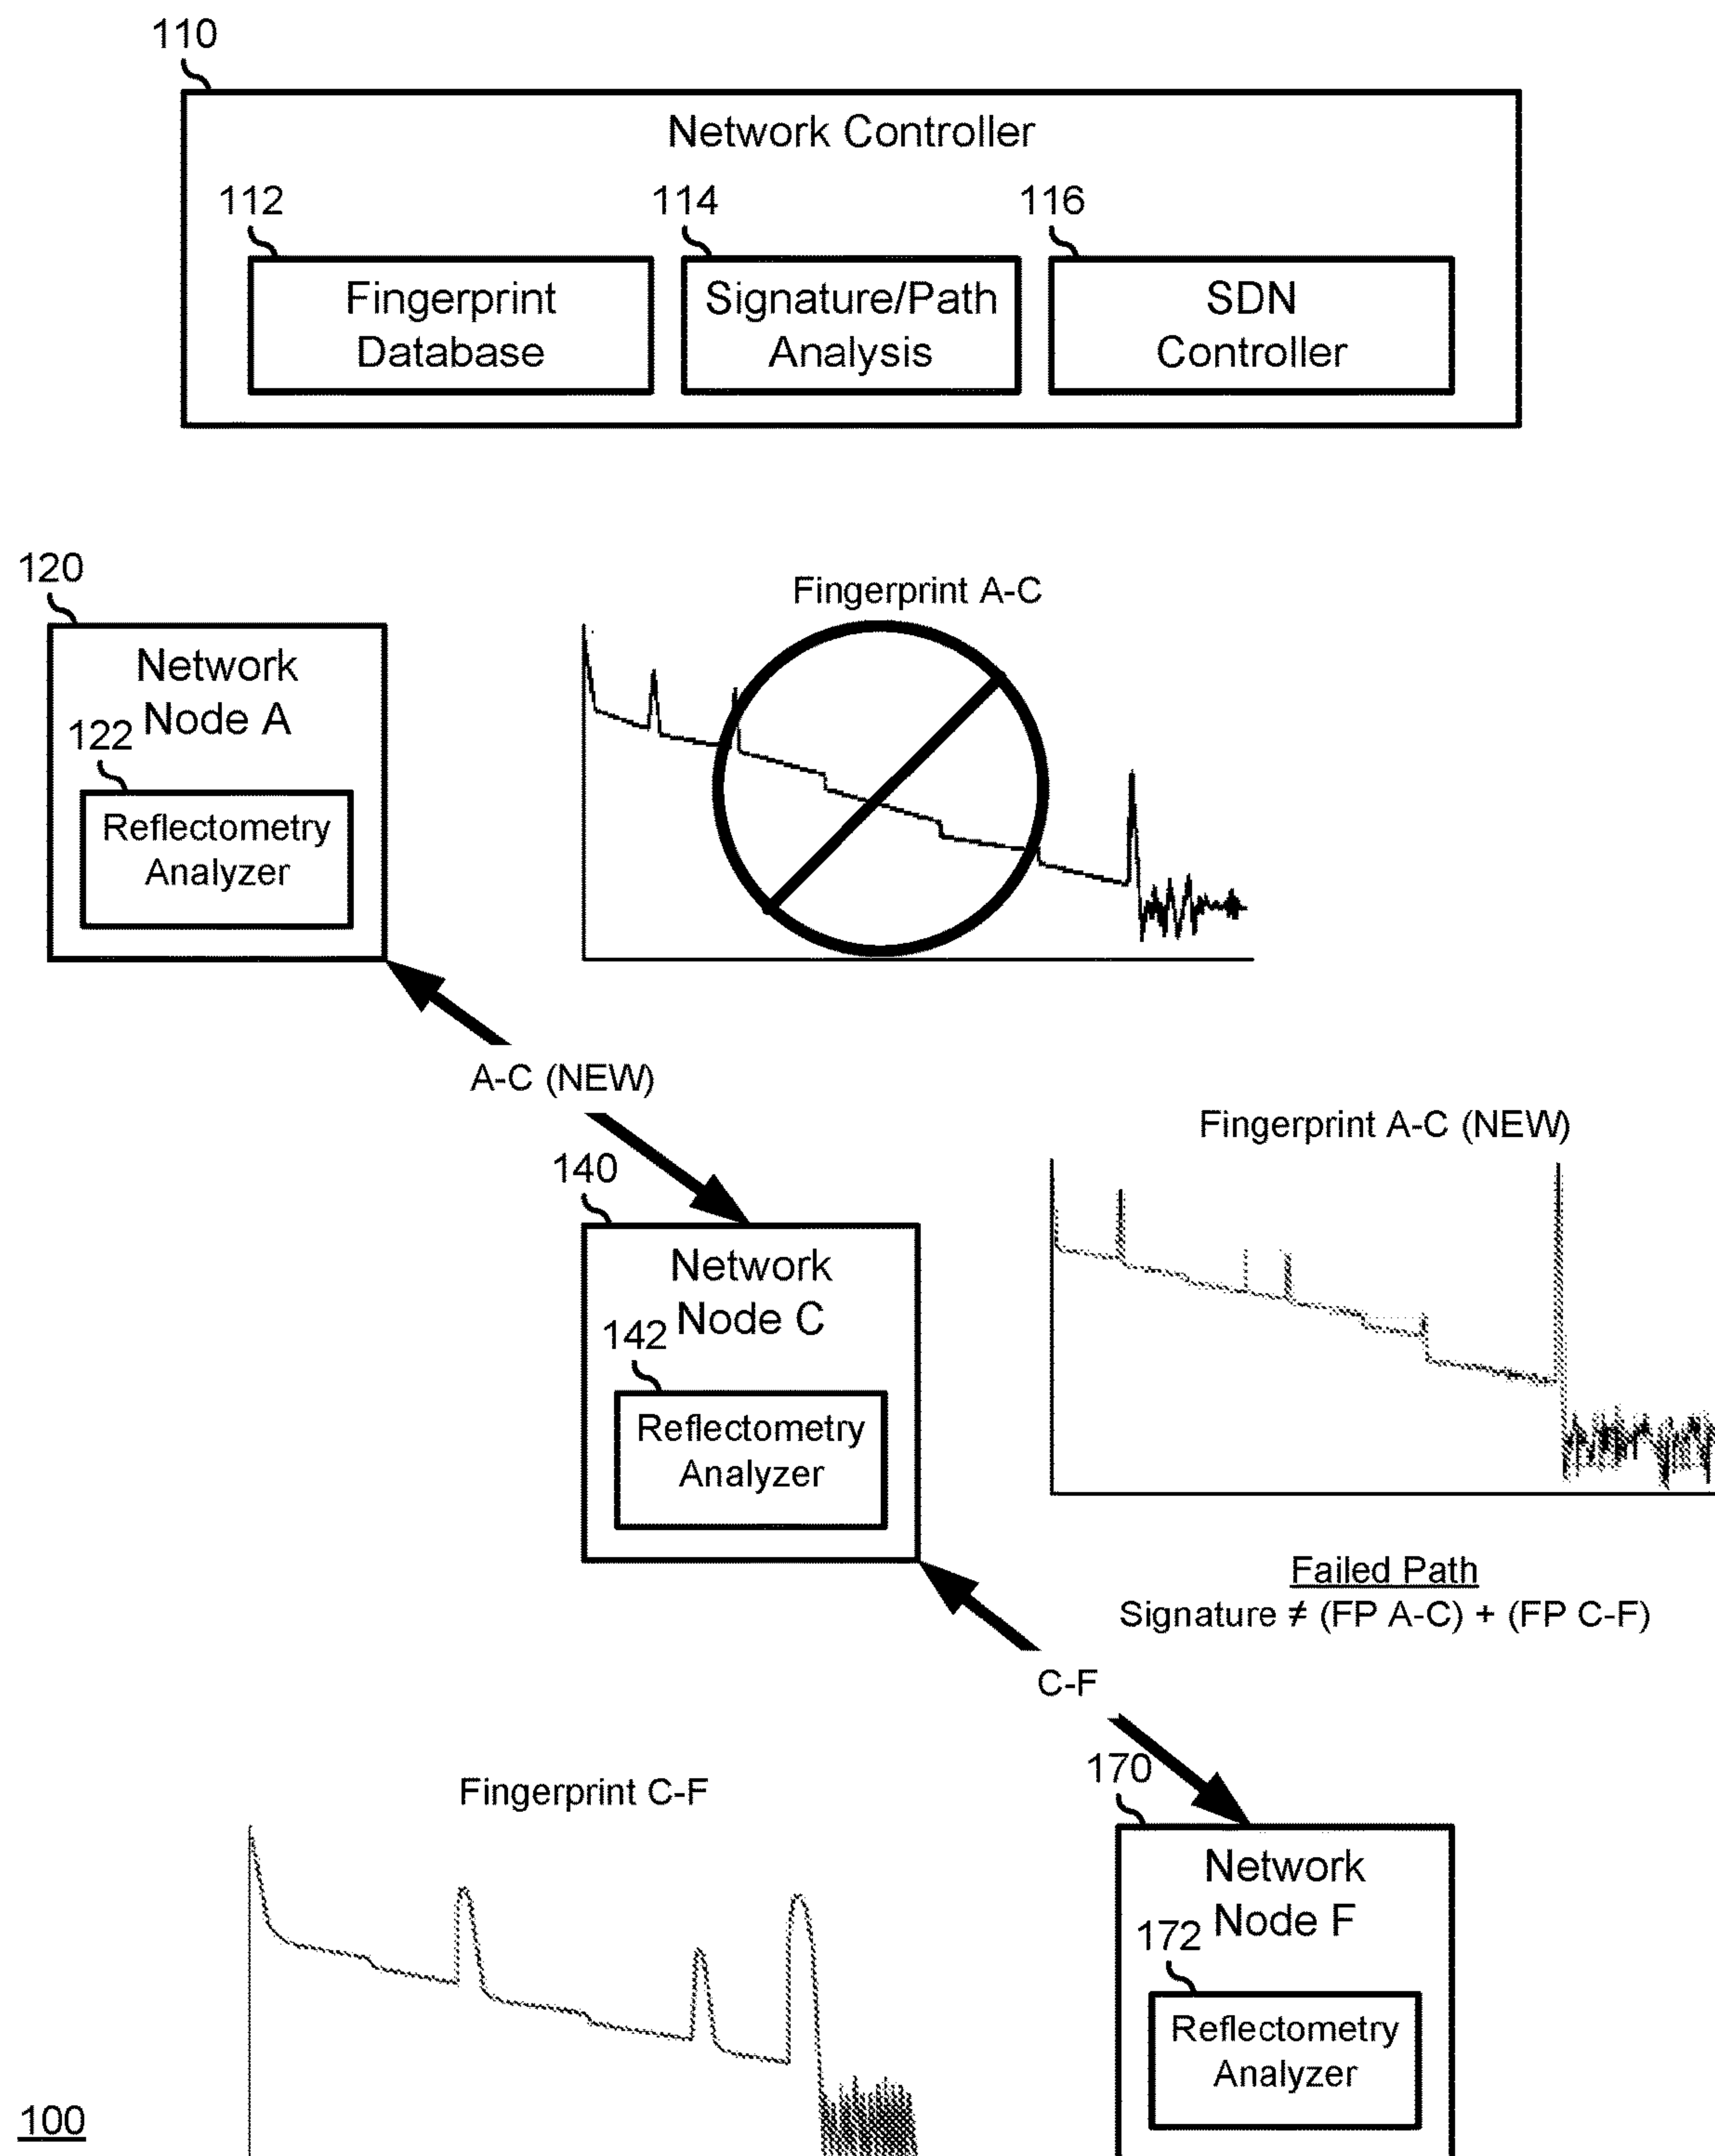 110
Network Controller
112
114
116
Fingerprint
Database
Signature/Path
Analysis
SDN
Controller
120
Network
Node A
122
Reflectometry
Analyzer
Fingerprint A-C
A-C (NEW)
Fingerprint A-C (NEW)
140
Network
Node C
142
Reflectometry
Analyzer
Failed Path
Signature ≠ (FP A-C) + (FP C-F)
C-F
Fingerprint C-F
170
Network
Node F
172
Reflectometry
Analyzer
100